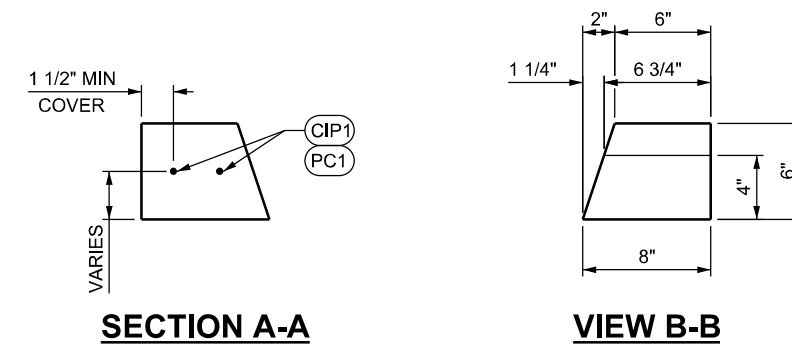 1 1/2" MIN
COVER
CIP1
PC1
VARIES
SECTION A-A
2"
6"
1 1/4"
6 3/4"
4"
6"
8"
VIEW B-B